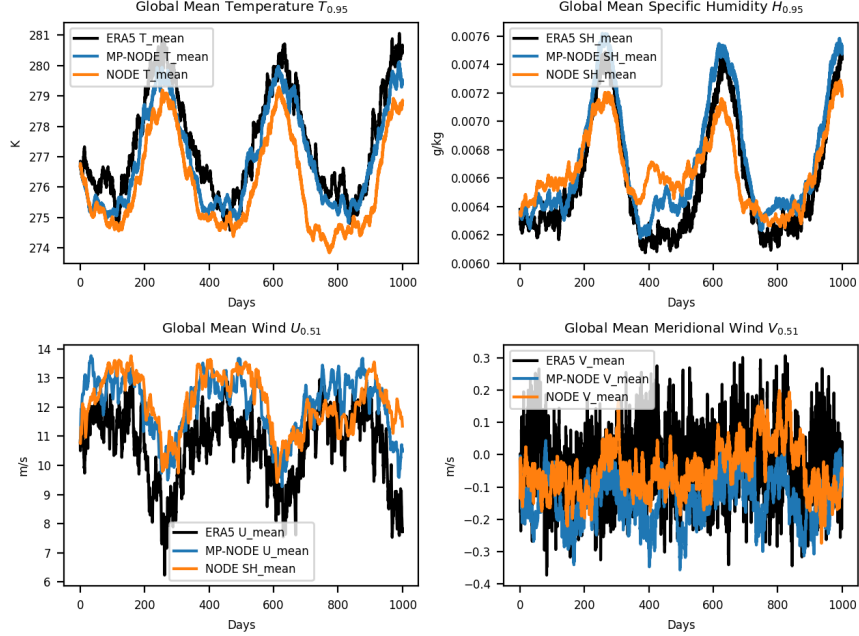 Global Mean Temperature T0.95
281
280
279
278
277
276
275
274
K
ERA5 T_mean
MP-NODE T_mean
NODE T_mean
0 200 400 600 800 1000
Days
Global Mean Specific Humidity H0.95
0.0076
0.0074
0.0072
0.0070
0.0068
0.0066
0.0064
0.0062
0.0060
g/kg
ERA5 SH_mean
MP-NODE SH_mean
NODE SH_mean
0 200 400 600 800 1000
Days
Global Mean Wind U0.51
14
13
12
11
10
9
8
7
6
m/s
ERA5 U_mean
MP-NODE U_mean
NODE SH_mean
0 200 400 600 800 1000
Days
Global Mean Meridional Wind V0.51
0.3
0.2
0.1
0.0
−0.1
−0.2
−0.3
−0.4
m/s
ERA5 V_mean
MP-NODE V_mean
NODE V_mean
0 200 400 600 800 1000
Days